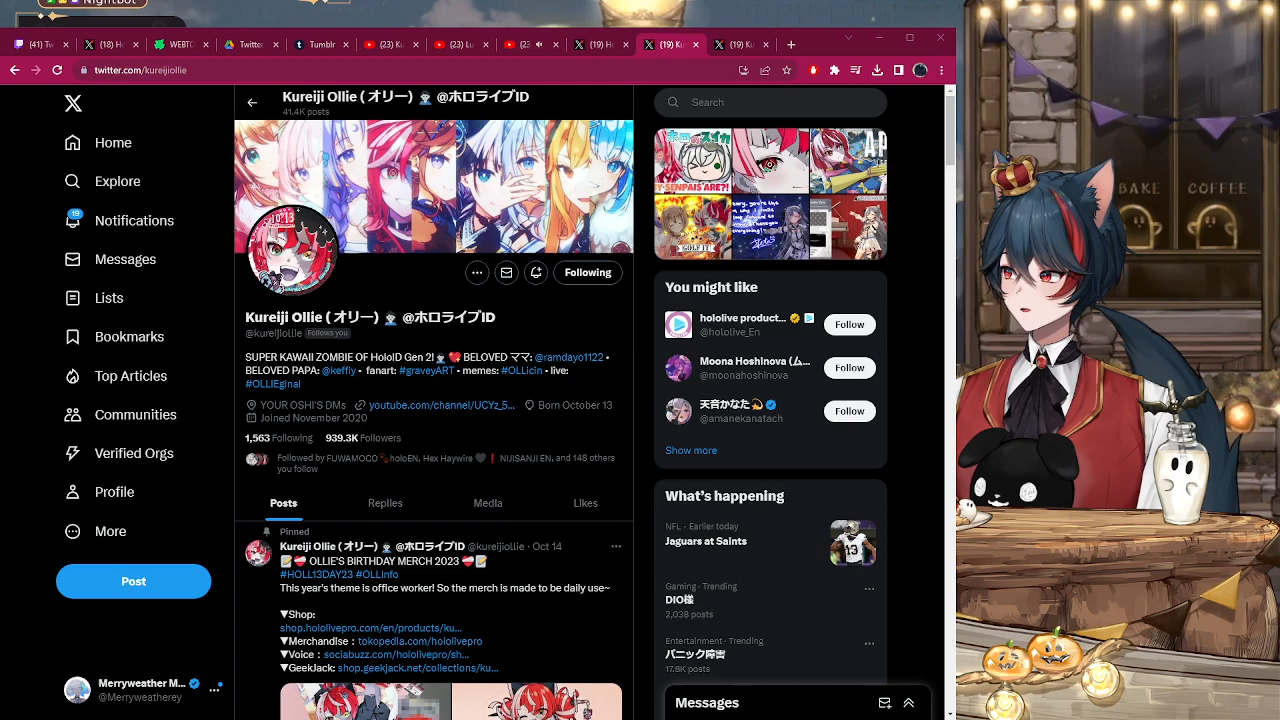 Nightbot
(41) Tw
(18) H
WEBTC
Twitter
Tumblr
(23) Ku
(23) Lu
(23
(19) Ho
(19) Ku
(19) Ku
twitter.com/kureijiollie
Home
Explore
19
Notifications
Messages
Lists
Bookmarks
Top Articles
Communities
Verified Orgs
Profile
More
Post
Merryweather M...
@Merryweatherey
Kureiji Ollie ( オリー ) @ホロライブID
41.4K posts
Following
Kureiji Ollie ( オリー ) @ホロライブID
@kureijiollie Follows you
SUPER KAWAII ZOMBIE OF HoloID Gen 2! BELOVED ママ: @ramdayo1122 •
BELOVED PAPA: @keffiy • fanart: #graveyART • memes: #OLLicin • live:
#OLLIEginal
YOUR OSHI'S DMs youtube.com/channel/UCYz_5... Born October 13
Joined November 2020
1,563 Following 939.3K Followers
Followed by FUWAMOCO holoEN, Hex Haywire NIJISANJI EN, and 148 others
you follow
Posts Replies Media Likes
Pinned
Kureiji Ollie ( オリー ) @ホロライブID @kureijiollie · Oct 14
OLLIE'S BIRTHDAY MERCH 2023
#HOLL13DAY23 #OLLInfo
This year's theme is office worker! So the merch is made to be daily use~
▼Shop:
shop.hololivepro.com/en/products/ku...
▼Merchandise : tokopedia.com/hololivepro
▼Voice : sociabuzz.com/hololivepro/sh...
▼GeekJack: shop.geekjack.net/collections/ku...
Search
You might like
hololive product...
@hololive_En
Follow
Moona Hoshinova (ム...
@moonahoshinova
Follow
天音かなた
@amanekanatach
Follow
Show more
What's happening
NFL · Earlier today
Jaguars at Saints
Gaming · Trending
DIO様
2,038 posts
Entertainment · Trending
パニック障害
17.8K posts
Messages
BAKE COFFEE